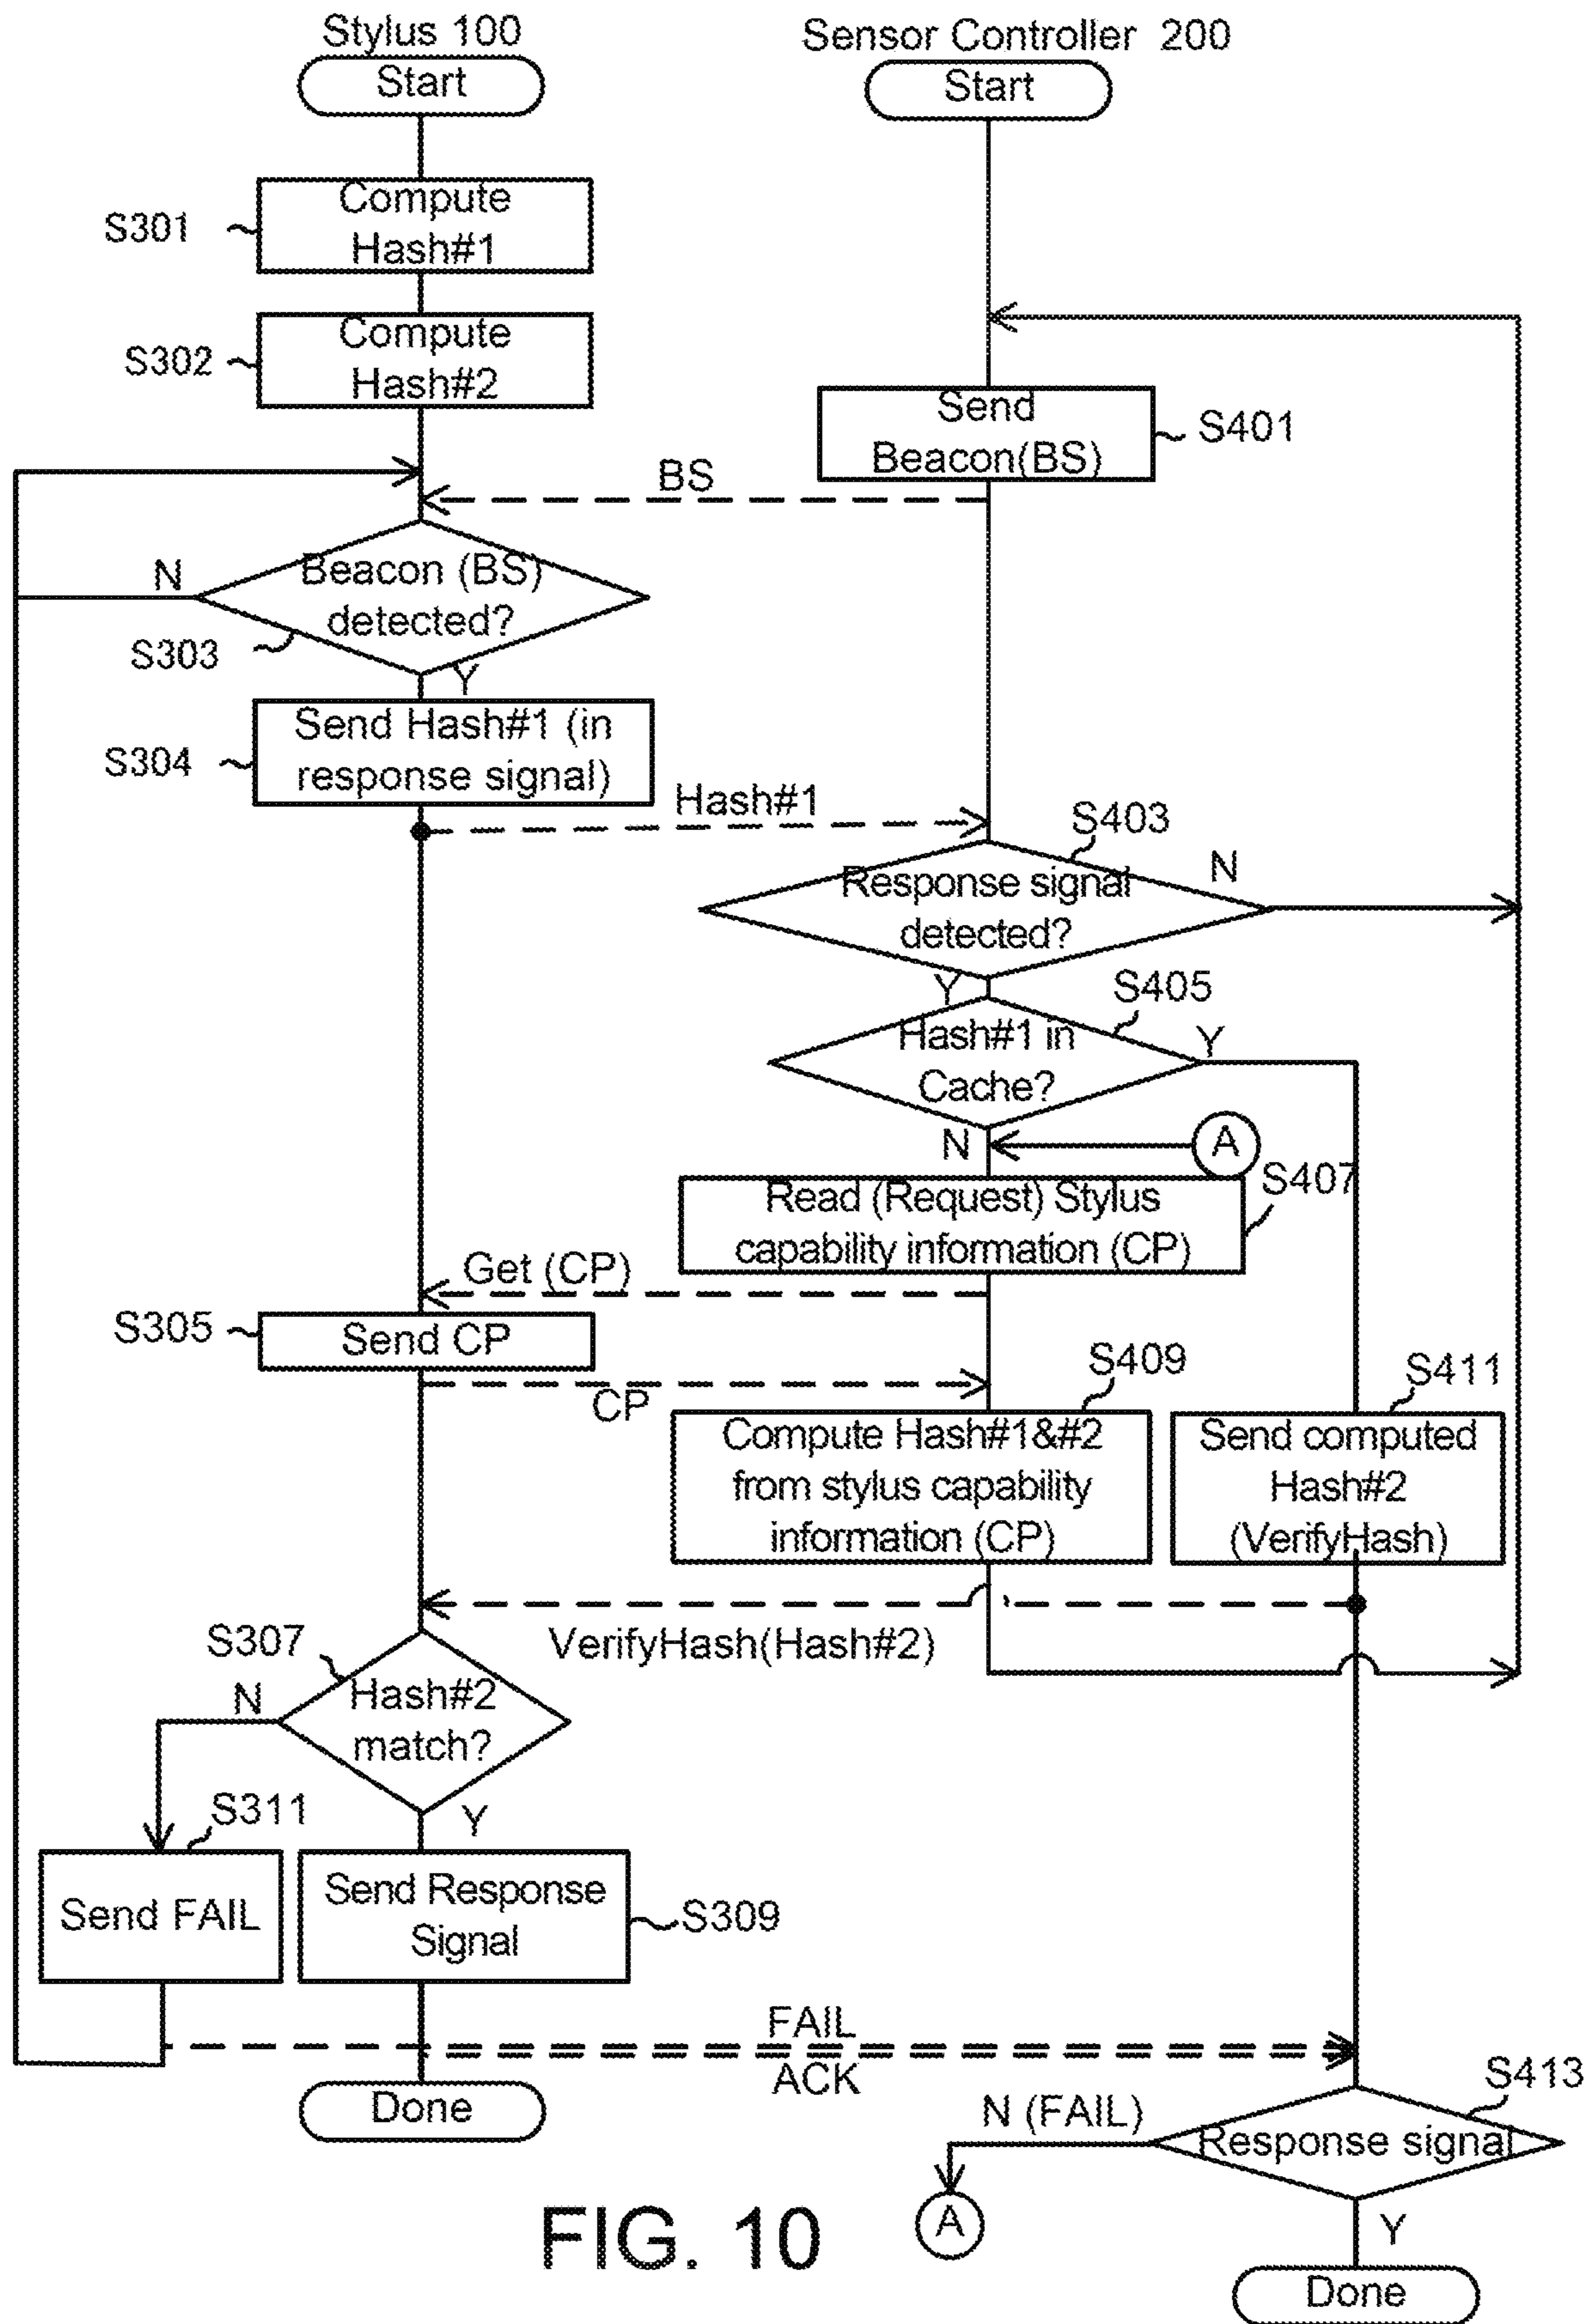 Stylus 100
Sensor Controller 200
Start
Start
Compute
Hash#1
S301
Compute
Hash#2
S302
Send
Beacon(BS)
S401
BS
N
Beacon (BS)
detected?
S303
Y
Send Hash#1 (in
response signal)
S304
Hash#1
S403
Response signal
detected?
N
Y
S405
Hash#1 in
Cache?
Y
N
A
S407
Read (Request) Stylus
capability information (CP)
Get (CP)
S305
Send CP
CP
S409
S411
Compute Hash#1&#2
from stylus capability
information (CP)
Send computed
Hash#2
(VerifyHash)
VerifyHash(Hash#2)
S307
N
Hash#2
match?
Y
S311
Send FAIL
Send Response
Signal
S309
FAIL
ACK
Done
S413
N (FAIL)
Response signal
A
Y
Done
FIG. 10